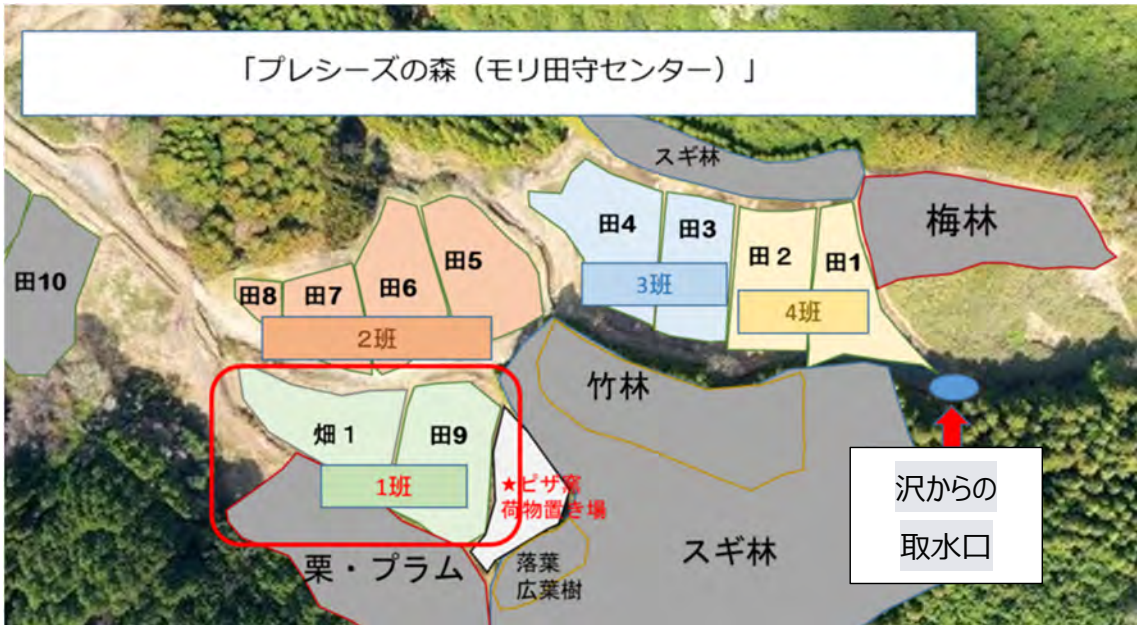 「プレシーズの森（モリ田守センター）」
スギ林
梅林
田4
田3
田２
田1
3班
4班
田10
田8
田7
田6
田5
2班
竹林
畑１
田9
1班
★ピザ窯
荷物置き場
沢からの
取水口
栗・プラム
落葉
広葉樹
スギ林